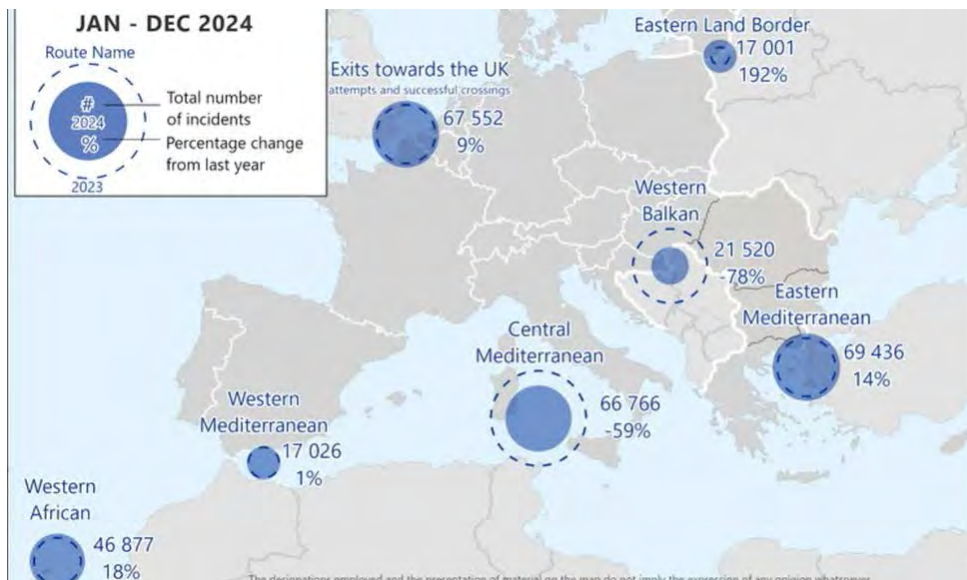 JAN - DEC 2024
Route Name
#
2024
%
Total number
of incidents
Percentage change
from last year
2023
Eastern Land Border
17 001
192%
Exits towards the UK
attempts and successful crossings
67 552
9%
Western
Balkan
21 520
-78%
Eastern
Mediterranean
69 436
14%
Central
Mediterranean
66 766
-59%
Western
Mediterranean
17 026
1%
Western
African
46 877
18%
The designations employed and the presentation of material on the map do not imply the expression of any opinion whatsoever